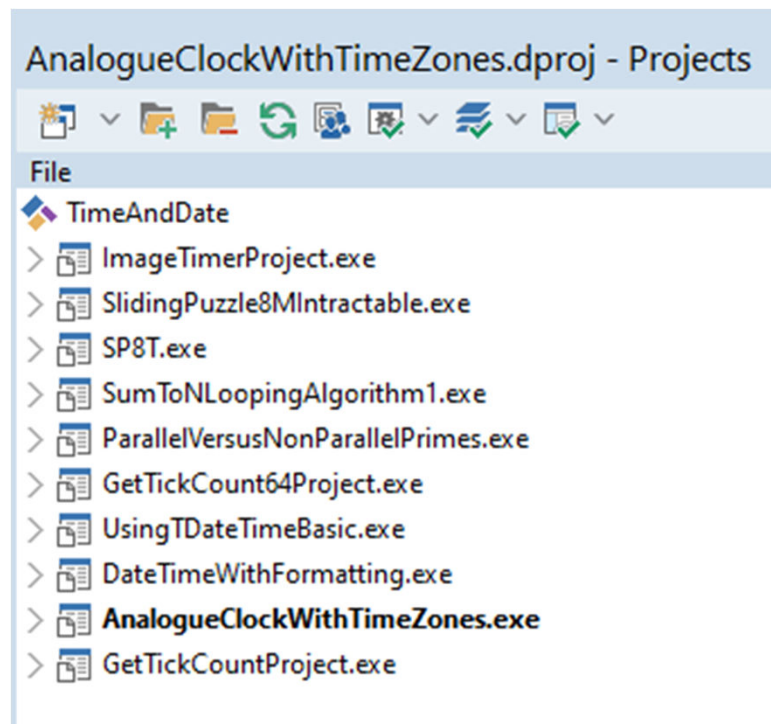 AnalogueClockWithTimeZones.dproj - Projects
File
TimeAndDate
ImageTimerProject.exe
SlidingPuzzle8MIntractable.exe
SP8T.exe
SumToNLoopingAlgorithm1.exe
ParallelVersusNonParallelPrimes.exe
GetTickCount64Project.exe
UsingTDateTimeBasic.exe
DateTimeWithFormatting.exe
AnalogueClockWithTimeZones.exe
GetTickCountProject.exe